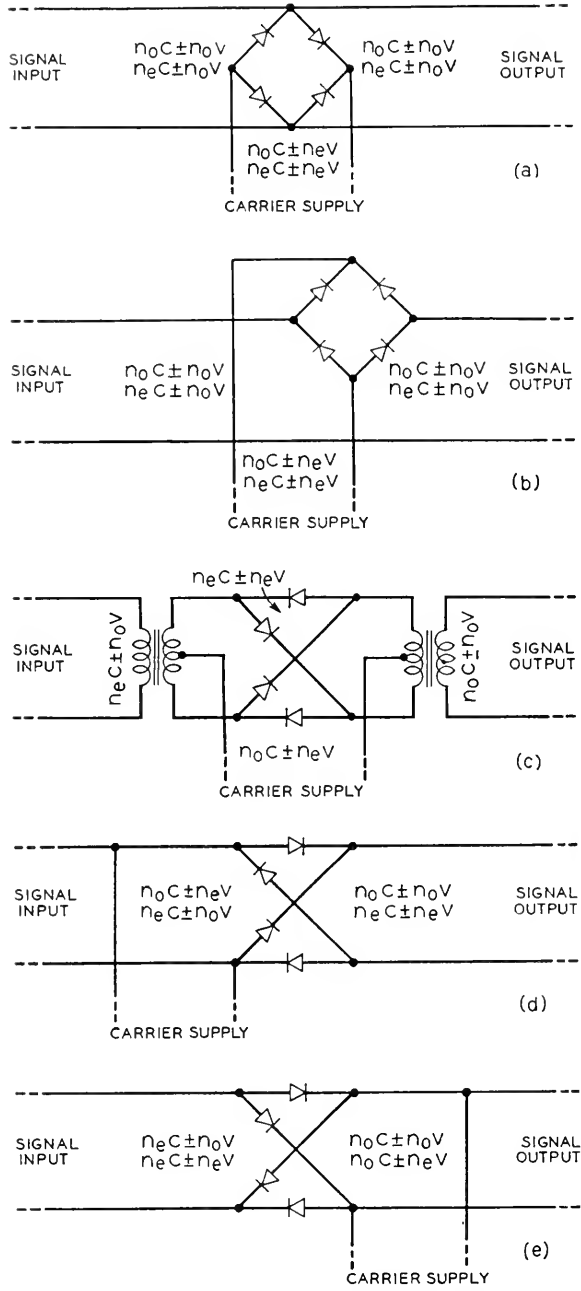 SIGNAL INPUT
n₀C±n₀V
nₑC±n₀V
n₀C±n₀V
nₑC±n₀V
SIGNAL OUTPUT
n₀C±nₑV
nₑC±nₑV
(a)
CARRIER SUPPLY
SIGNAL INPUT
n₀C±n₀V
nₑC±n₀V
n₀C±n₀V
nₑC±n₀V
SIGNAL OUTPUT
n₀C±nₑV
nₑC±nₑV
(b)
CARRIER SUPPLY
nₑC±nₑV
SIGNAL INPUT
nₑC±n₀V
n₀C±n₀V
SIGNAL OUTPUT
n₀C±nₑV
(c)
CARRIER SUPPLY
SIGNAL INPUT
n₀C±nₑV
nₑC±n₀V
n₀C±n₀V
nₑC±nₑV
SIGNAL OUTPUT
(d)
CARRIER SUPPLY
SIGNAL INPUT
nₑC±n₀V
nₑC±nₑV
n₀C±n₀V
n₀C±nₑV
SIGNAL OUTPUT
(e)
CARRIER SUPPLY